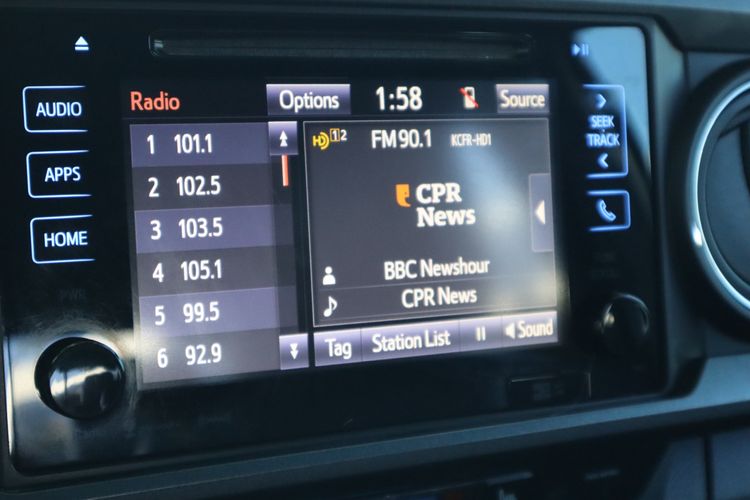 AUDIO
APPS
HOME
Radio
Options
1:58
Source
1 101.1
2 102.5
3 103.5
4 105.1
5 99.5
6 92.9
HD 1 2
FM 90.1
KCFR-HD1
CPR
News
BBC Newshour
CPR News
Tag
Station List
Sound
SEEK
TRACK